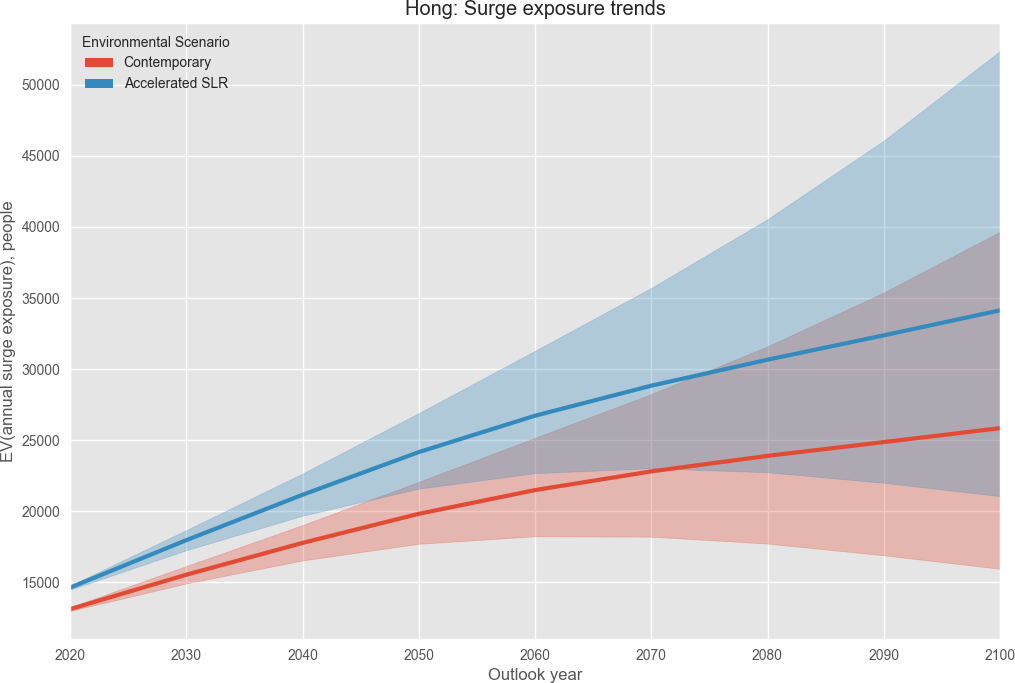 Hong: Surge exposure trends
Environmental Scenario
Contemporary
Accelerated SLR
EV(annual surge exposure), people
50000
45000
40000
35000
30000
25000
20000
15000
2020 2030 2040 2050 2060 2070 2080 2090 2100
Outlook year